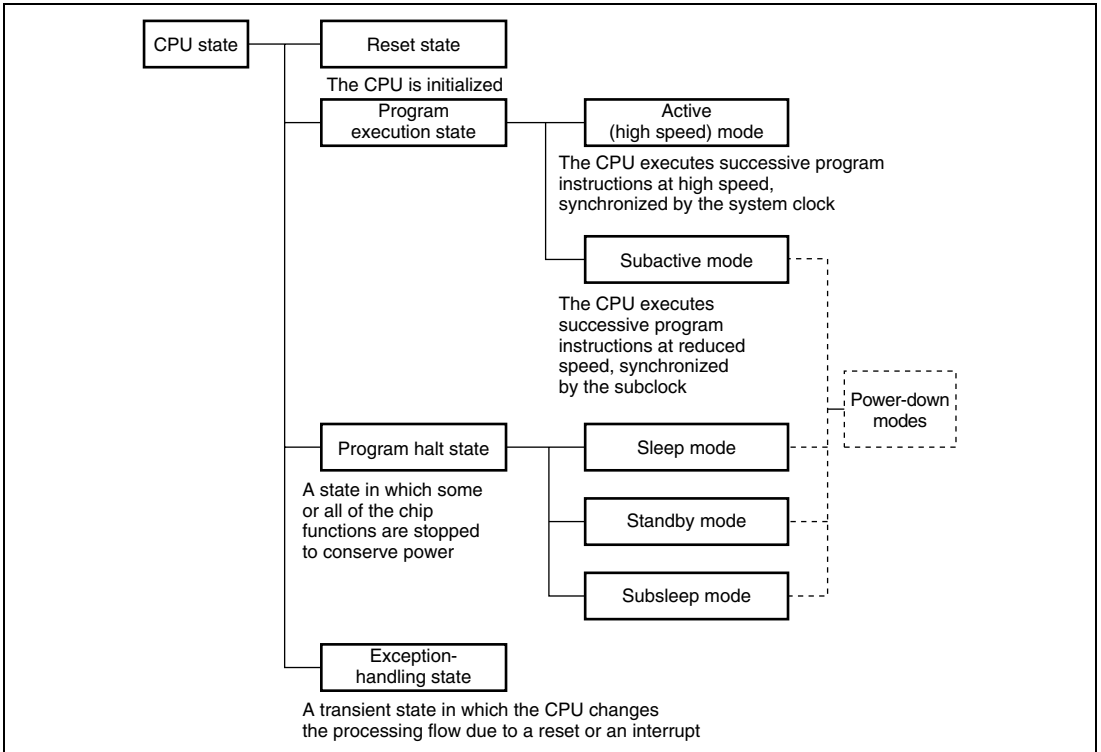 CPU state
Reset state
The CPU is initialized
Program
execution state
Active
(high speed) mode
The CPU executes successive program
instructions at high speed,
synchronized by the system clock
Subactive mode
The CPU executes
successive program
instructions at reduced
speed, synchronized
by the subclock
Power-down
modes
Program halt state
A state in which some
or all of the chip
functions are stopped
to conserve power
Sleep mode
Standby mode
Subsleep mode
Exception-
handling state
A transient state in which the CPU changes
the processing flow due to a reset or an interrupt